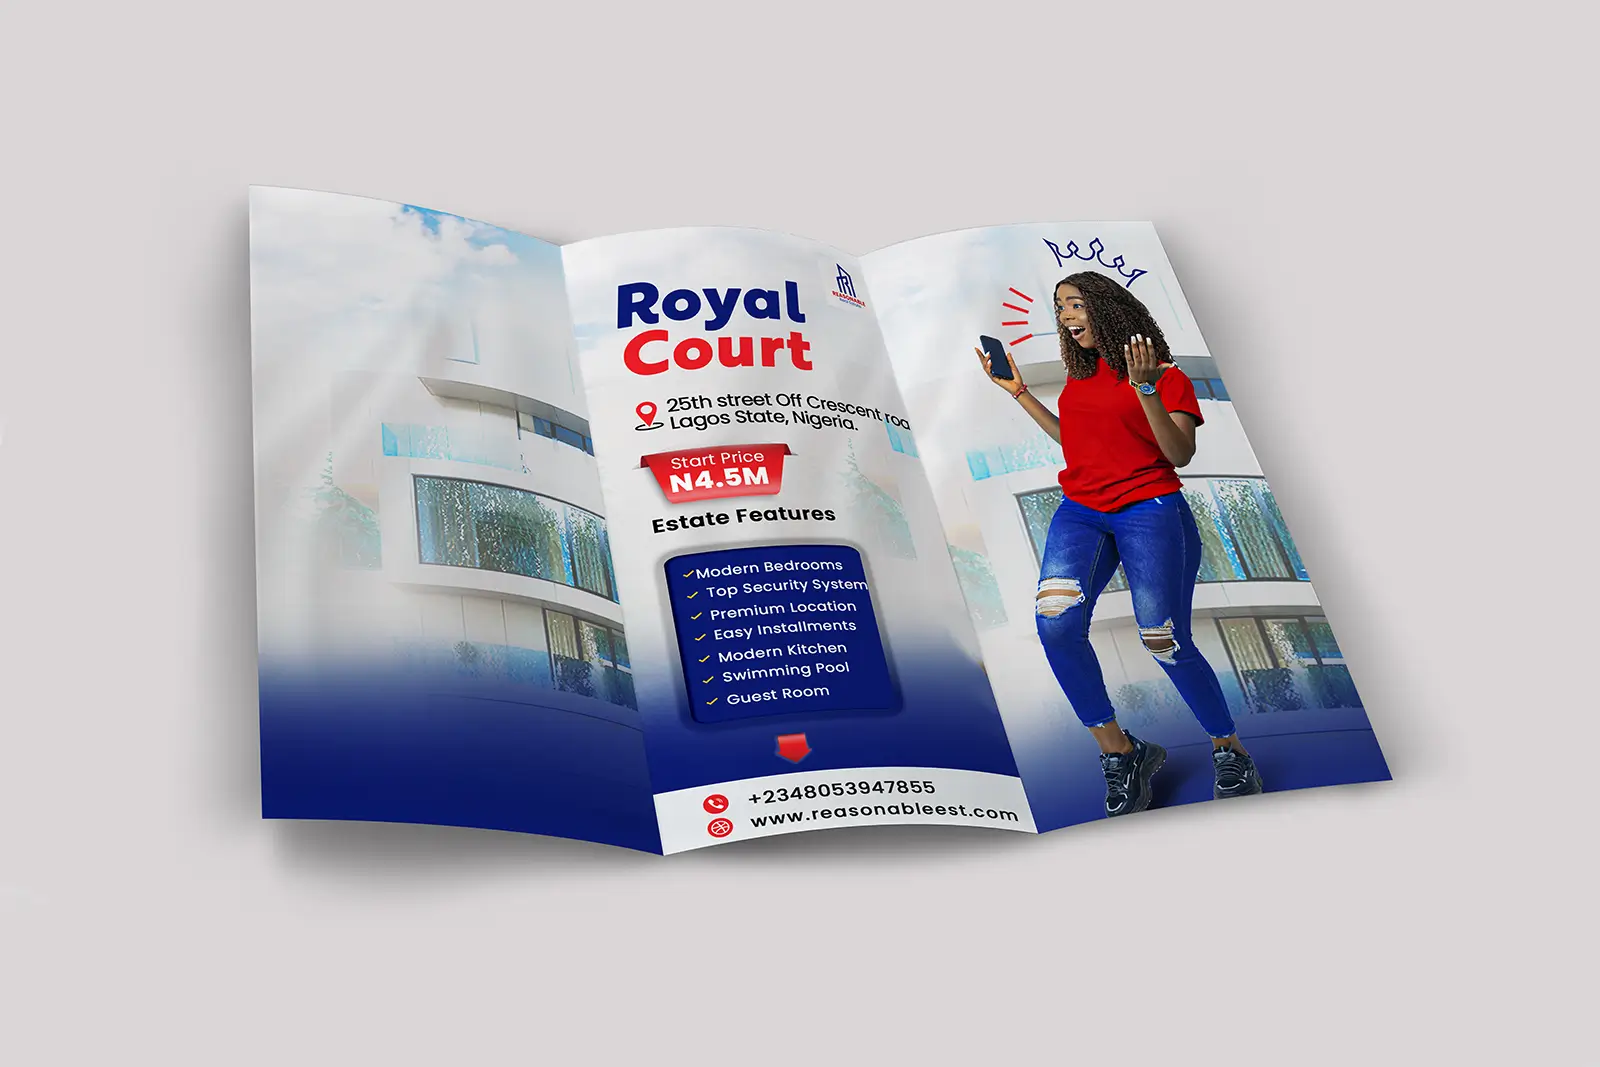 Royal
Court
REASONABLE
25th street Off Crescent roa
Lagos State, Nigeria.
Start Price
N4.5M
Estate Features
Modern Bedrooms
Top Security System
Premium Location
Easy Installments
Modern Kitchen
Swimming Pool
Guest Room
+2348053947855
www.reasonableest.com